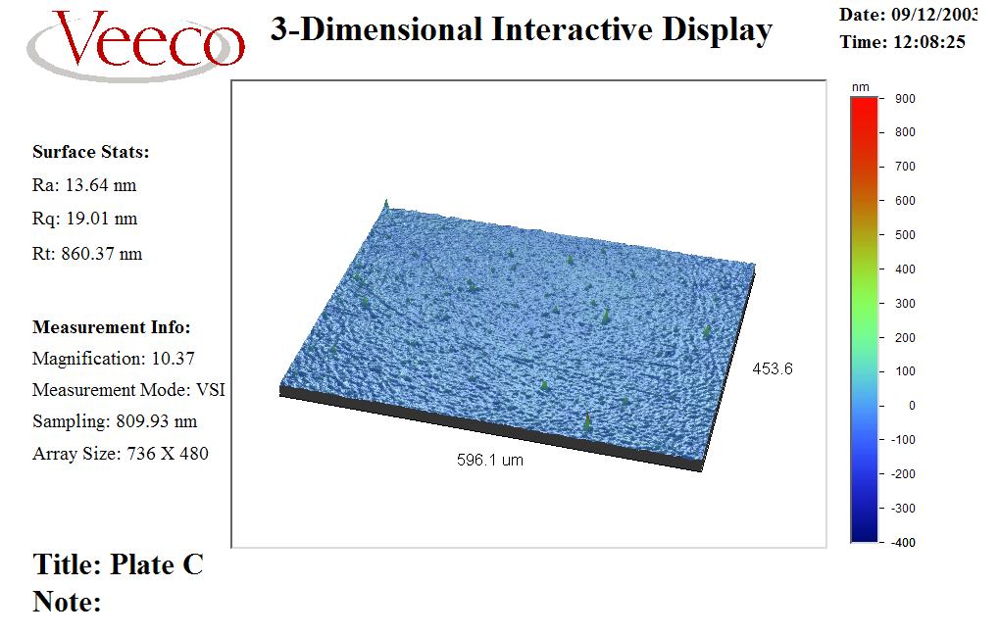 Veeco
3-Dimensional Interactive Display
Date: 09/12/2003
Time: 12:08:25
Surface Stats:
Ra: 13.64 nm
Rq: 19.01 nm
Rt: 860.37 nm
Measurement Info:
Magnification: 10.37
Measurement Mode: VSI
Sampling: 809.93 nm
Array Size: 736 X 480
453.6
596.1 um
nm
900
800
700
600
500
400
300
200
100
0
-100
-200
-300
-400
Title: Plate C
Note: